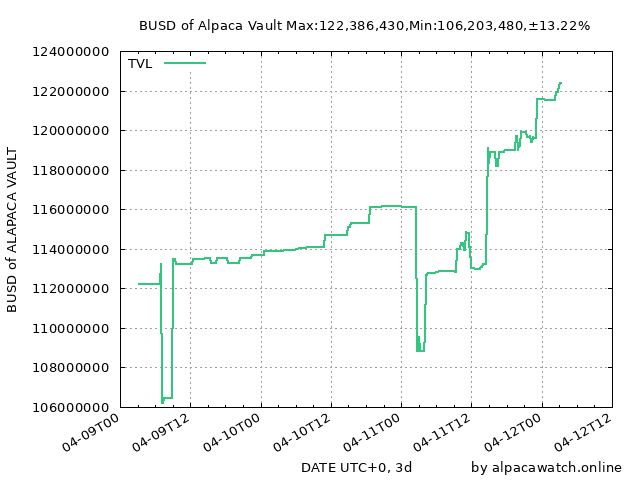 BUSD of Alpaca Vault Max:122,386,430,Min:106,203,480,±13.22%
124000000
TVL
122000000
120000000
118000000
116000000
114000000
112000000
110000000
108000000
106000000
BUSD of ALAPACA VAULT
04-09T00
04-09T12
04-10T00
04-10T12
04-11T00
04-11T12
04-12T00
04-12T12
DATE UTC+0, 3d
by alpacawatch.online